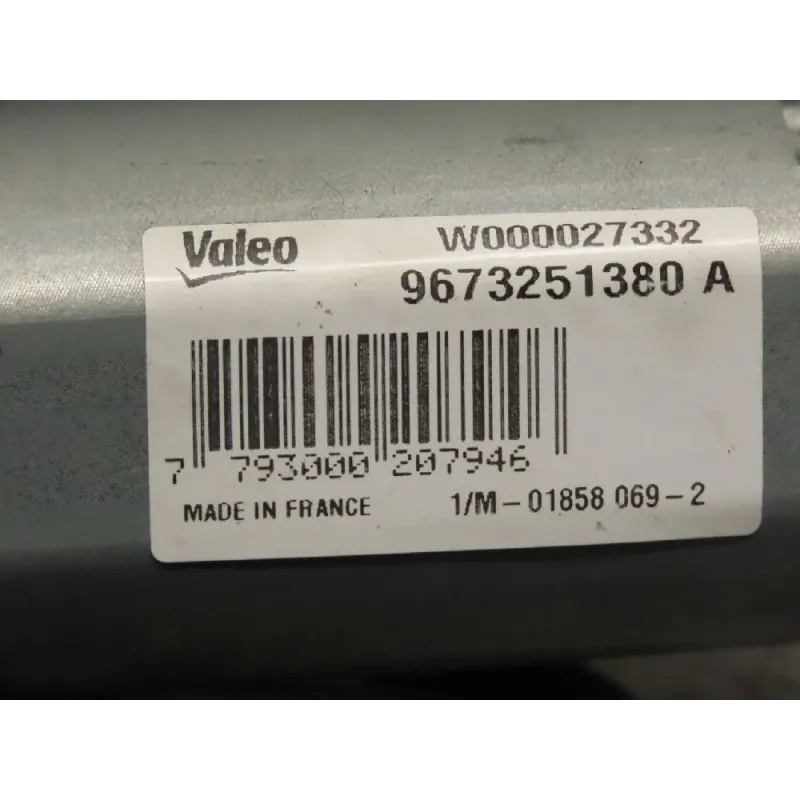 Valeo W000027332
9673251380 A
7 793000 207946
MADE IN FRANCE 1/M-01858 069-2